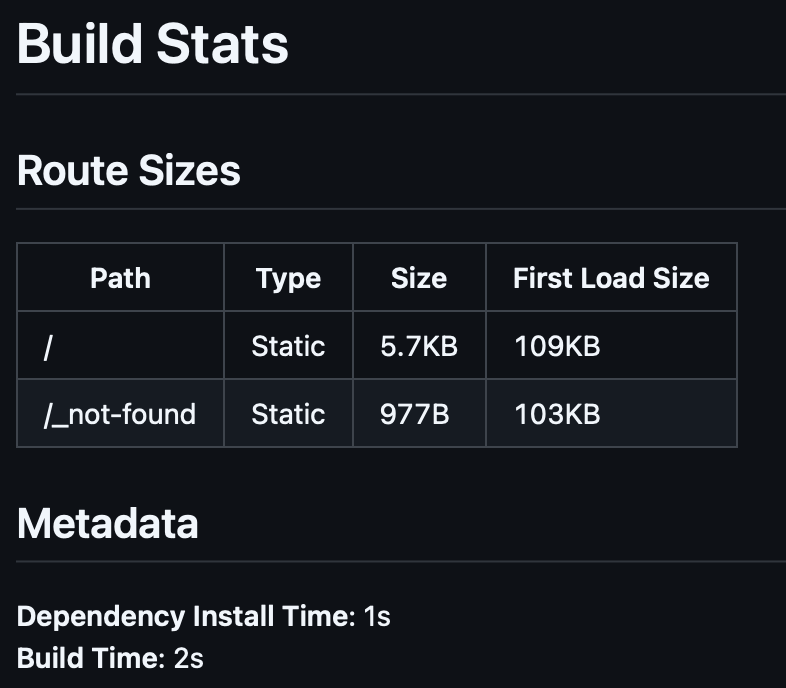 Build Stats
Route Sizes
Path Type Size First Load Size
/ Static 5.7KB 109KB
/_not-found Static 977B 103KB
Metadata
Dependency Install Time: 1s
Build Time: 2s